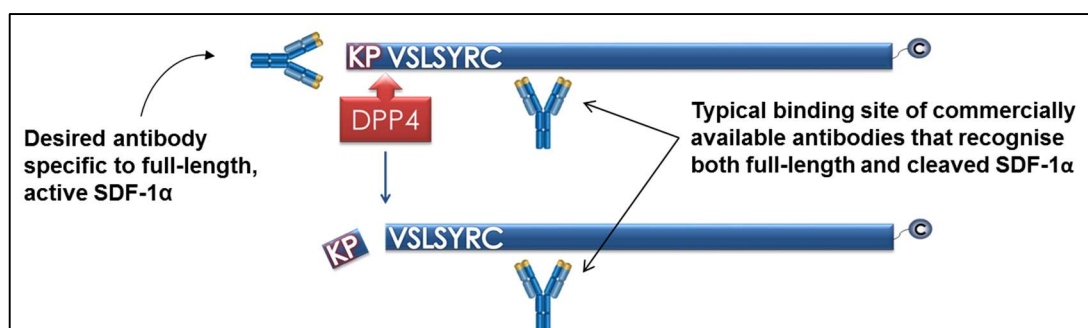 KP VSLSYRC
C
DPP4
Desired antibody
specific to full-length,
active SDF-1α
Typical binding site of commercially
available antibodies that recognise
both full-length and cleaved SDF-1α
KP
VSLSYRC
C